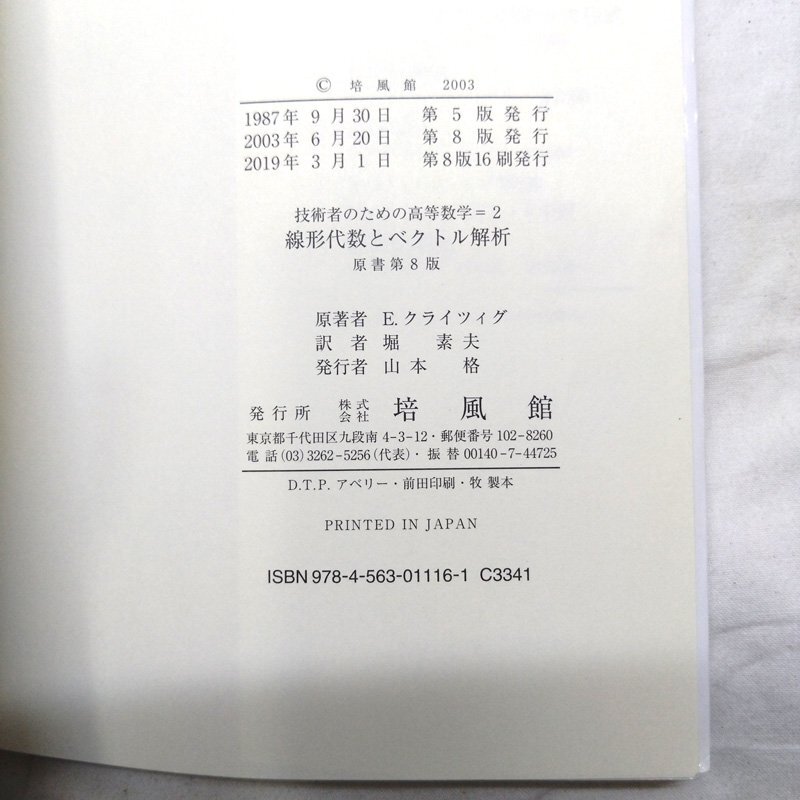 © 培風館 2003
1987年 9月30日 第5版発行
2003年 6月20日 第8版発行
2019年 3月1日 第8版16刷発行
技術者のための高等数学＝2
線形代数とベクトル解析
原書第8版
原著者 E.クライツィグ
訳者 堀 素夫
発行者 山本 格
発行所 株式会社 培風館
東京都千代田区九段南4-3-12・郵便番号102-8260
電話(03)3262-5256(代表)・振替00140-7-44725
D.T.P. アベリー・前田印刷・牧 製本
PRINTED IN JAPAN
ISBN 978-4-563-01116-1 C3341